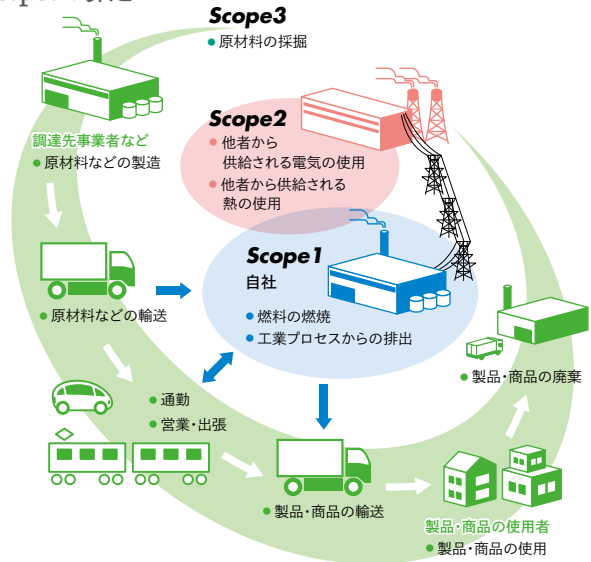 Scope3
● 原材料の採掘
Scope2
● 他者から
供給される電気の使用
● 他者から供給される
熱の使用
調達先事業者など
● 原材料などの製造
Scope1
自社
● 燃料の燃焼
● 工業プロセスからの排出
● 原材料などの輸送
● 通勤
● 営業・出張
● 製品・商品の廃棄
● 製品・商品の輸送
製品・商品の使用者
● 製品・商品の使用